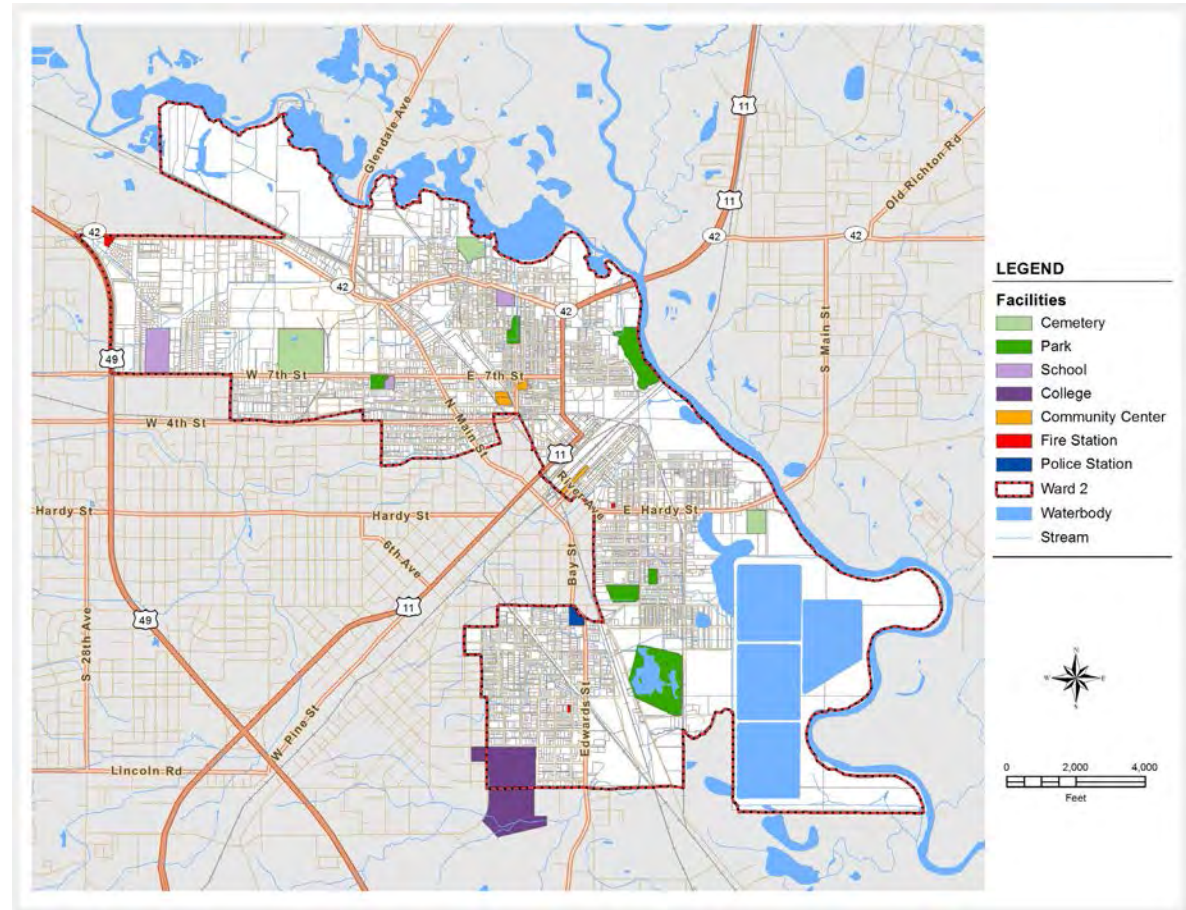 Glendale Ave
11
Old Richton Rd
11
42
42
42
42
42
S Main St
49
W 7th St
E 7th St
N Main St
W 4th St
11
River Ave
Hardy St
Hardy St
E Hardy St
6th Ave
Bay St
11
49
S 28th Ave
Edwards St
W Pine St
Lincoln Rd
LEGEND
Facilities
Cemetery
Park
School
College
Community Center
Fire Station
Police Station
Ward 2
Waterbody
Stream
N
W
E
S
0 2,000 4,000
Feet